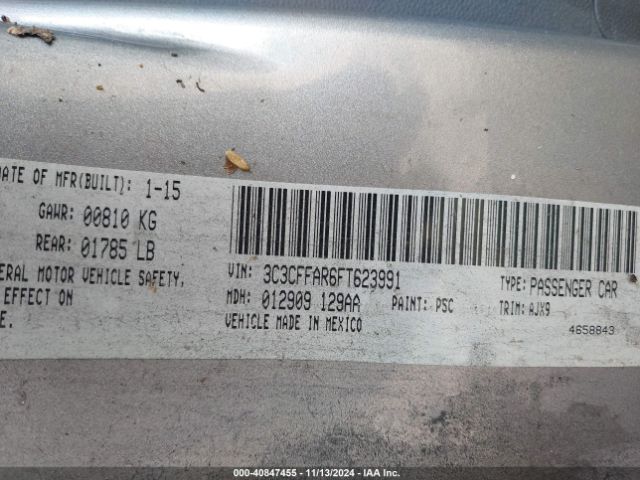 DATE OF MFR(BUILT): 1-15
GAWR: 00810 KG
REAR: 01785 LB
ERAL MOTOR VEHICLE SAFETY,
EFFECT ON
E.
VIN: 3C3CFFAR6FT623991
TYPE: PASSENGER CAR
MDH: 012909 129AA
PAINT: PSC
TRIM: AJX9
VEHICLE MADE IN MEXICO
4658843
000-40847455 - 11/13/2024 - IAA Inc.